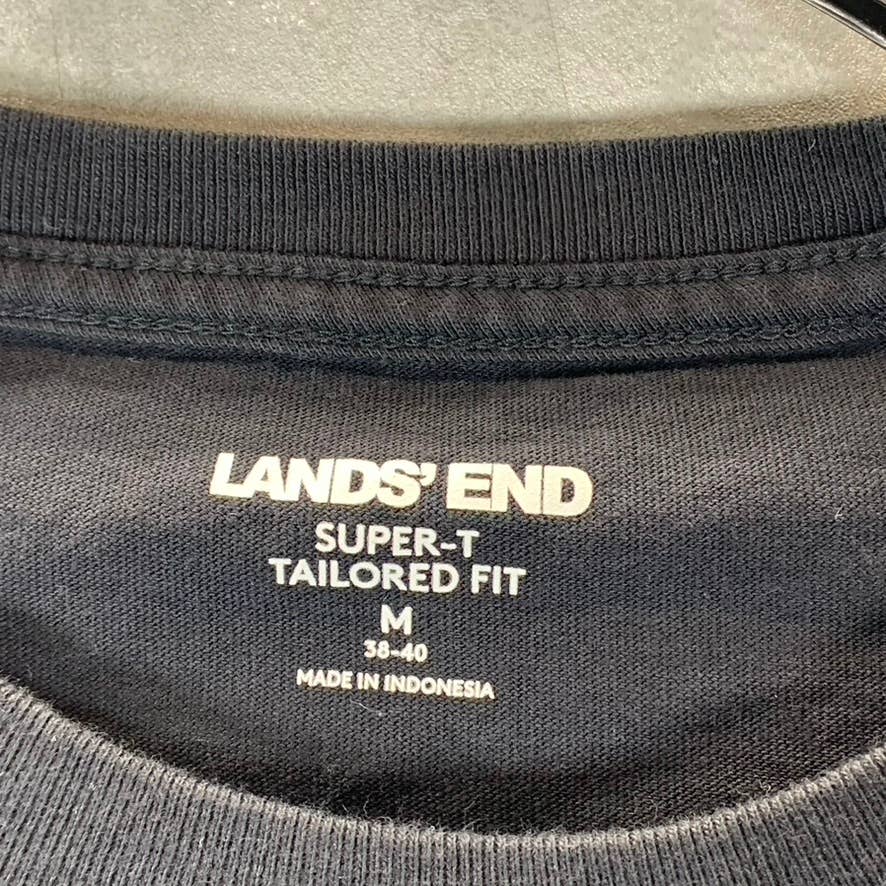 LANDS' END
SUPER-T
TAILORED FIT
M
38-40
MADE IN INDONESIA